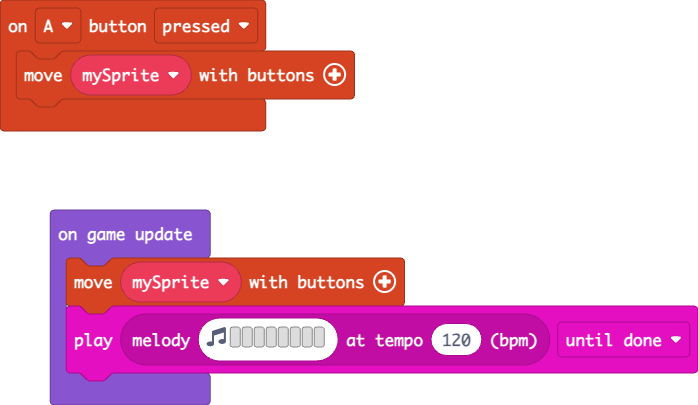 on A button pressed
move mySprite with buttons
on game update
move mySprite with buttons
play melody at tempo 120 (bpm) until done